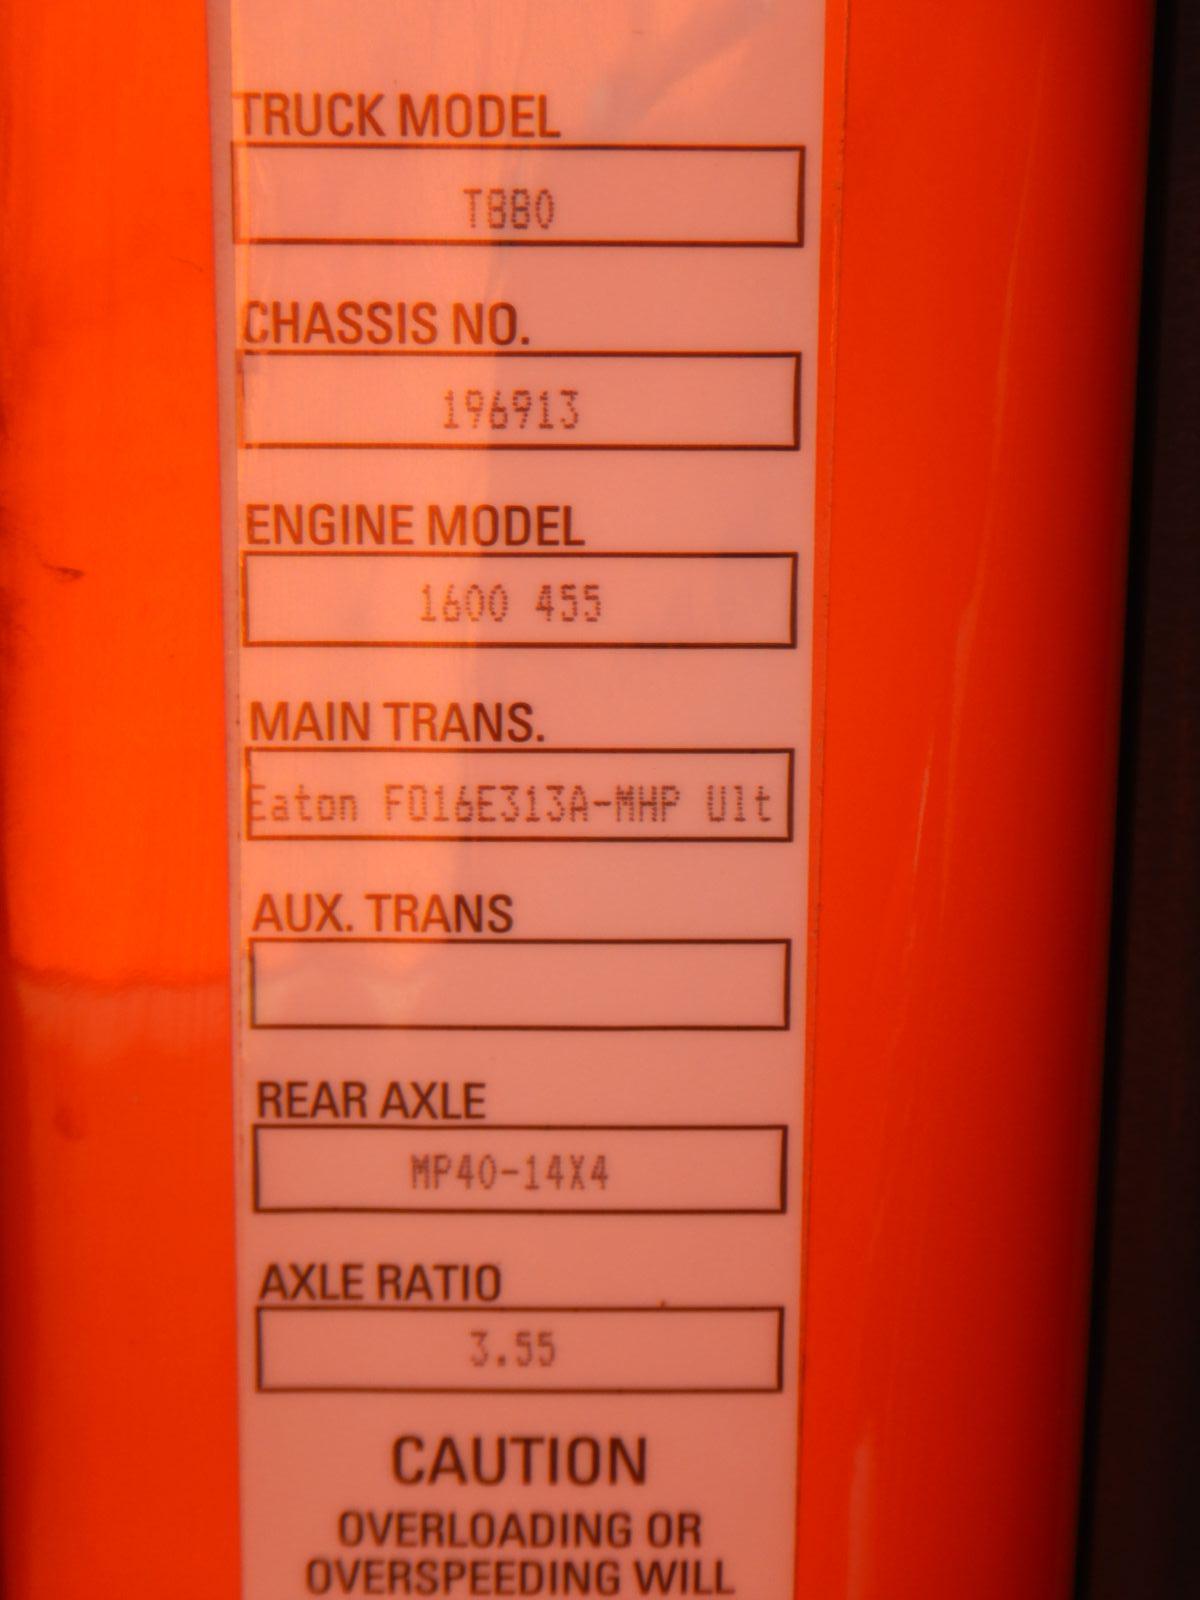 TRUCK MODEL
T880
CHASSIS NO.
196913
ENGINE MODEL
1600 455
MAIN TRANS.
Eaton FO16E313A-MHP Ult
AUX. TRANS
REAR AXLE
MP40-14X4
AXLE RATIO
3.55
CAUTION
OVERLOADING OR
OVERSPEEDING WILL